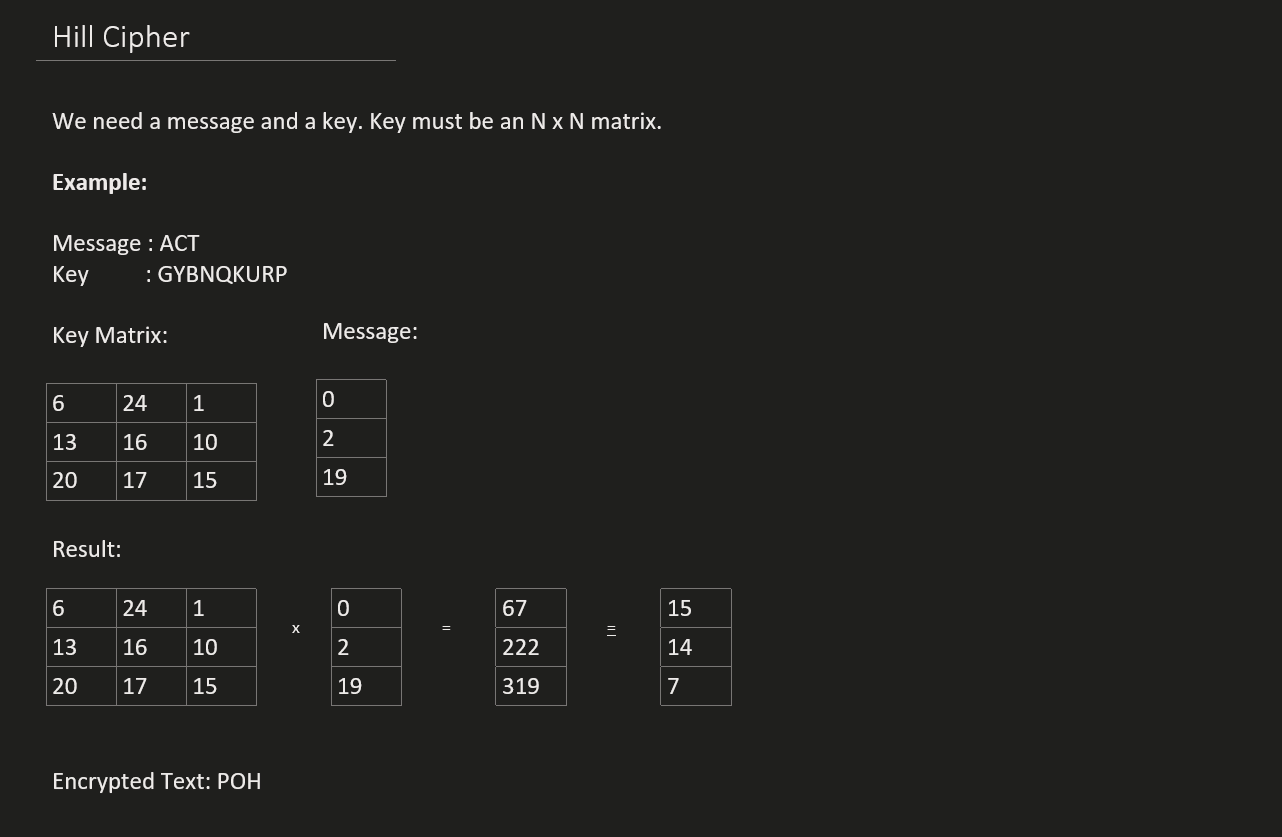 Hill Cipher
We need a message and a key. Key must be an N x N matrix.
Example:
Message : ACT
Key : GYBNQKURP
Key Matrix: Message:
6 24 1 0
13 16 10 2
20 17 15 19
Result:
6 24 1 0 67 15
x = =
13 16 10 2 222 14
20 17 15 19 319 7
Encrypted Text: POH